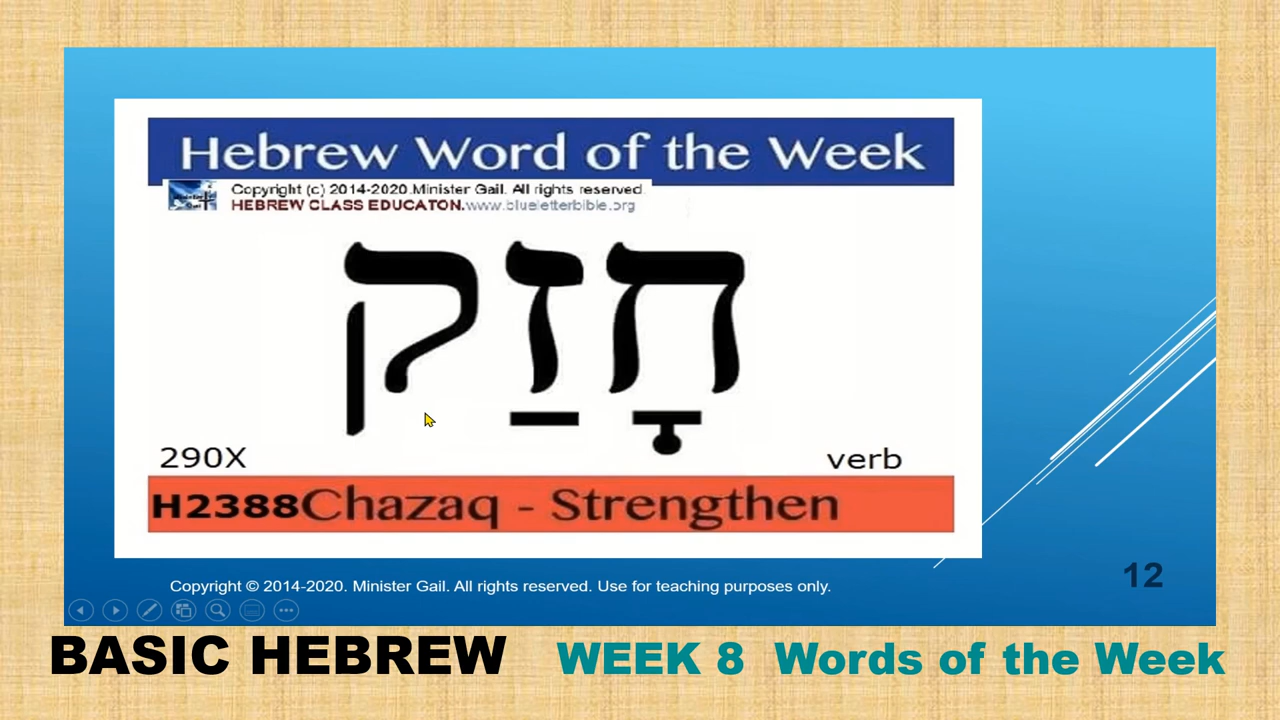 Hebrew Word of the Week
Copyright (c) 2014-2020.Minister Gail. All rights reserved.
HEBREW CLASS EDUCATON.www.blueletterbible.org
חָזַק
290X
verb
H2388Chazaq - Strengthen
12
Copyright © 2014-2020. Minister Gail. All rights reserved. Use for teaching purposes only.
BASIC HEBREW WEEK 8 Words of the Week